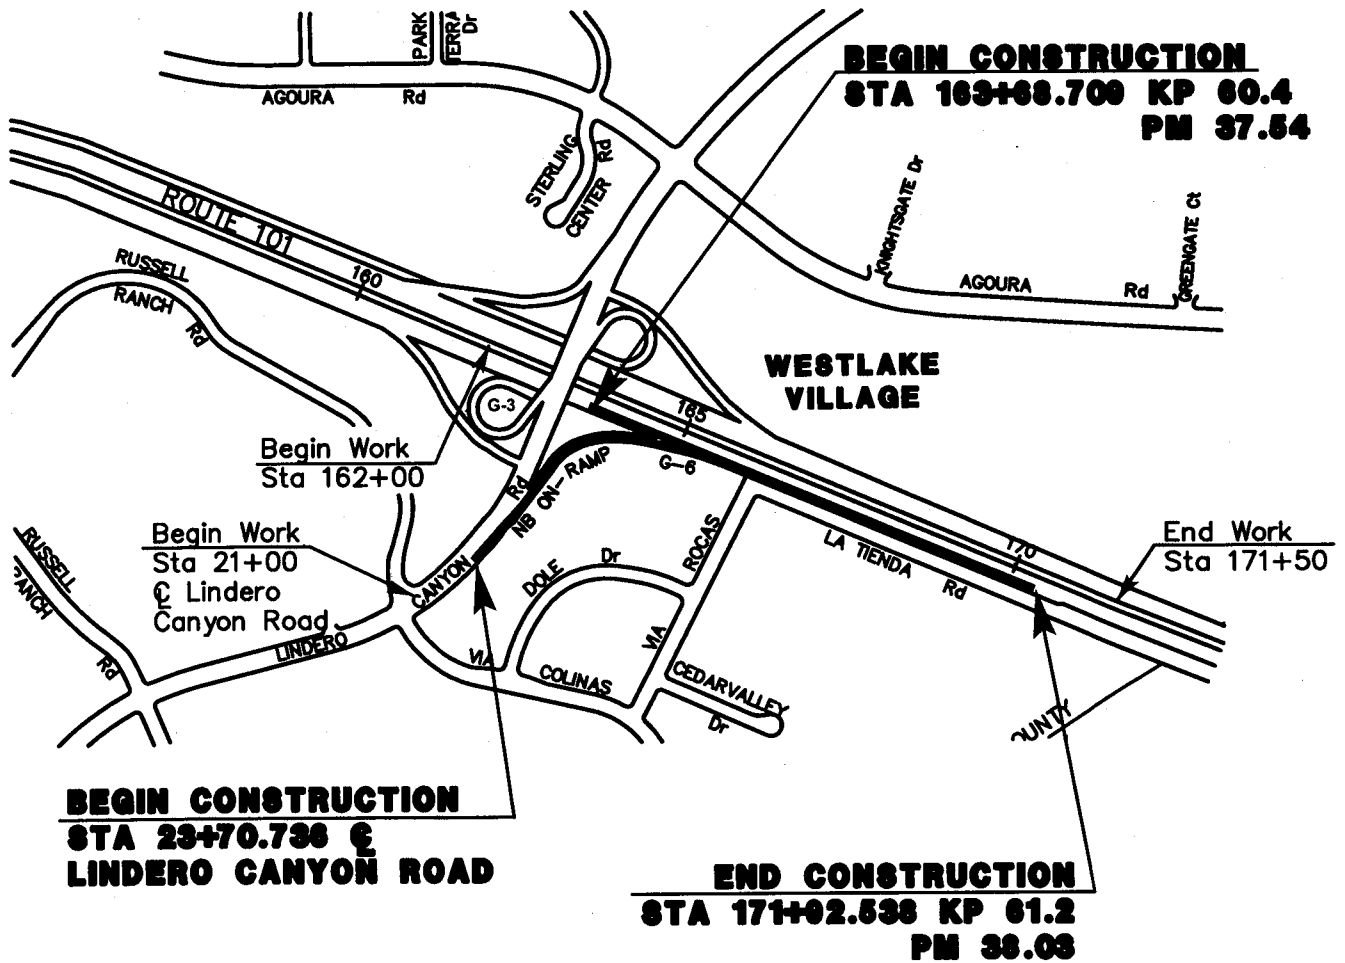 PARK
TERRA
Dr
AGOURA Rd
BEGIN CONSTRUCTION
STA 163+68.709 KP 60.4
PM 37.54
STERLING
CENTER
Rd
KNIGHTSGATE Dr
GREENGATE Ct
AGOURA Rd
ROUTE 101
160
RUSSELL
RANCH
Rd
WESTLAKE
VILLAGE
G-3
165
Begin Work
Sta 162+00
G-6
NB ON-RAMP
Rd
CANYON
LINDERO
Begin Work
Sta 21+00
℄ Lindero
Canyon Road
RUSSELL
RANCH
Rd
DOLE Dr
VIA
ROCAS
LA TIENDA Rd
170
End Work
Sta 171+50
VIA
COLINAS
CEDARVALLEY
Dr
OUNTY
BEGIN CONSTRUCTION
STA 23+70.736 ℄
LINDERO CANYON ROAD
END CONSTRUCTION
STA 171+02.538 KP 61.2
PM 38.03